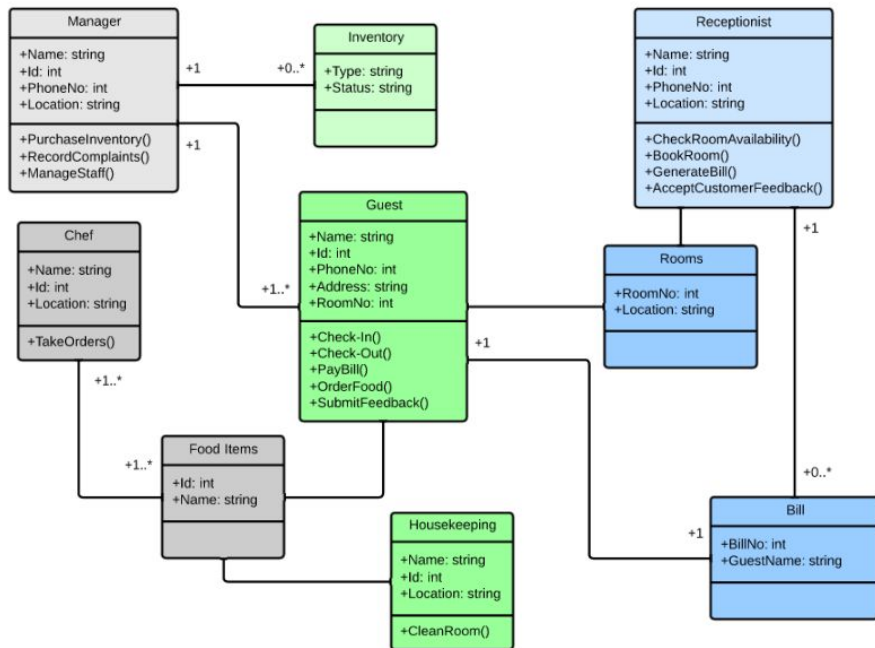 Manager
+Name: string
+Id: int
+PhoneNo: int
+Location: string
+PurchaseInventory()
+RecordComplaints()
+ManageStaff()
+1
+0..*
+1
Inventory
+Type: string
+Status: string
Receptionist
+Name: string
+Id: int
+PhoneNo: int
+Location: string
+CheckRoomAvailability()
+BookRoom()
+GenerateBill()
+AcceptCustomerFeedback()
+1
Chef
+Name: string
+Id: int
+Location: string
+TakeOrders()
+1..*
+1..*
Guest
+Name: string
+Id: int
+PhoneNo: int
+Address: string
+RoomNo: int
+Check-In()
+Check-Out()
+PayBill()
+OrderFood()
+SubmitFeedback()
+1
Rooms
+RoomNo: int
+Location: string
+1..*
Food Items
+Id: int
+Name: string
Housekeeping
+Name: string
+Id: int
+Location: string
+CleanRoom()
+0..*
+1
Bill
+BillNo: int
+GuestName: string